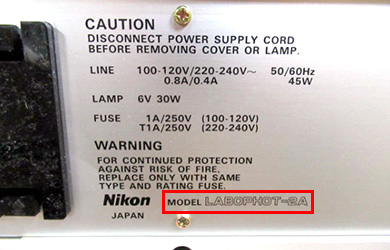 CAUTION
DISCONNECT POWER SUPPLY CORD
BEFORE REMOVING COVER OR LAMP.
LINE 100-120V/220-240V~ 50/60Hz
0.8A/0.4A 45W
LAMP 6V 30W
FUSE 1A/250V (100-120V)
T1A/250V (220-240V)
WARNING
FOR CONTINUED PROTECTION
AGAINST RISK OF FIRE.
REPLACE ONLY WITH SAME
TYPE AND RATING FUSE.
Nikon MODEL LABOPHOT-2A
JAPAN